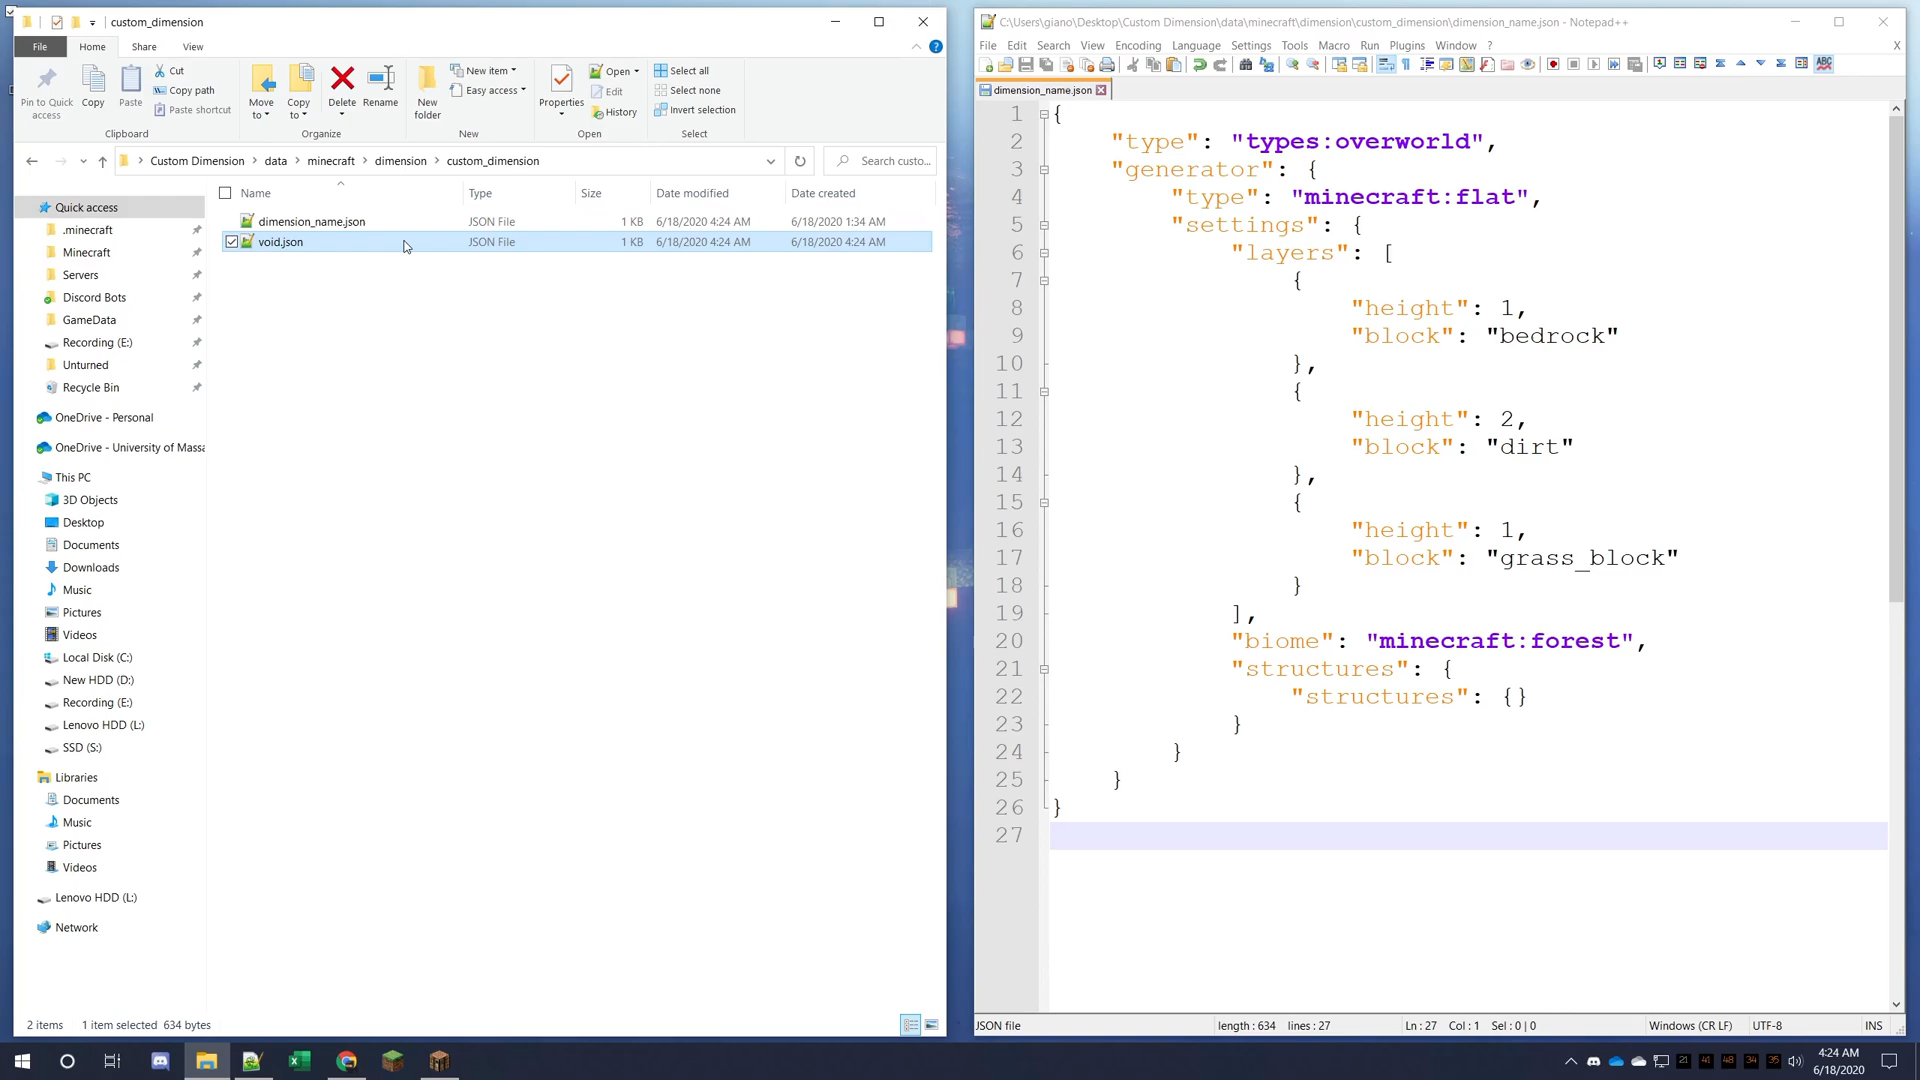 custom_dimension
File Home Share View
Pin to Quick access
Copy
Paste
Cut
Copy path
Paste shortcut
Clipboard
Move to
Copy to
Delete
Rename
Organize
New folder
New item
Easy access
New
Properties
Open
Edit
History
Open
Select all
Select none
Invert selection
Select
Custom Dimension > data > minecraft > dimension > custom_dimension
Search custo...
Name Type Size Date modified Date created
dimension_name.json JSON File 1 KB 6/18/2020 4:24 AM 6/18/2020 1:34 AM
void.json JSON File 1 KB 6/18/2020 4:24 AM 6/18/2020 4:24 AM
Quick access
.minecraft
Minecraft
Servers
Discord Bots
GameData
Recording (E:)
Unturned
Recycle Bin
OneDrive - Personal
OneDrive - University of Massa
This PC
3D Objects
Desktop
Documents
Downloads
Music
Pictures
Videos
Local Disk (C:)
New HDD (D:)
Recording (E:)
Lenovo HDD (L:)
SSD (S:)
Libraries
Documents
Music
Pictures
Videos
Lenovo HDD (L:)
Network
2 items 1 item selected 634 bytes
C:\Users\giano\Desktop\Custom Dimension\data\minecraft\dimension\custom_dimension\dimension_name.json - Notepad++
File Edit Search View Encoding Language Settings Tools Macro Run Plugins Window ? X
ABC
dimension_name.json
1 {
2 "type": "types:overworld",
3 "generator": {
4 "type": "minecraft:flat",
5 "settings": {
6 "layers": [
7 {
8 "height": 1,
9 "block": "bedrock"
10 },
11 {
12 "height": 2,
13 "block": "dirt"
14 },
15 {
16 "height": 1,
17 "block": "grass_block"
18 }
19 ],
20 "biome": "minecraft:forest",
21 "structures": {
22 "structures": {}
23 }
24 }
25 }
26 }
27
JSON file length : 634 lines : 27 Ln : 27 Col : 1 Sel : 0 | 0 Windows (CR LF) UTF-8 INS
21 41 48 34 35
4:24 AM
6/18/2020